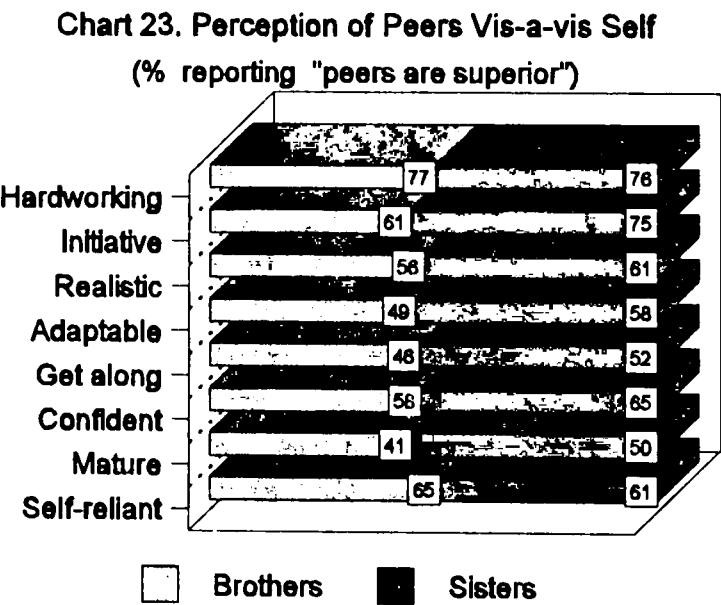 Chart 23. Perception of Peers Vis-a-vis Self
(% reporting "peers are superior")
Hardworking 77 76
Initiative 61 75
Realistic 56 61
Adaptable 49 58
Get along 46 52
Confident 58 65
Mature 41 50
Self-reliant 65 61
Brothers Sisters